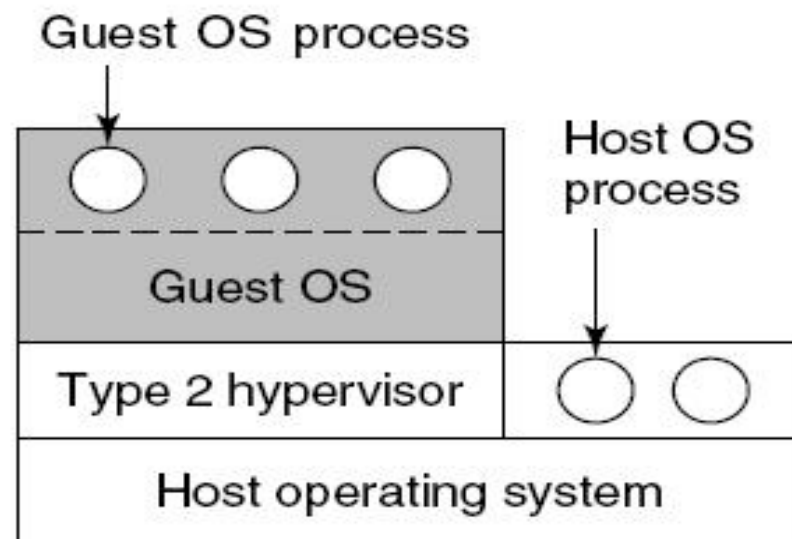 Guest OS process
Host OS
process
Guest OS
Type 2 hypervisor
Host operating system